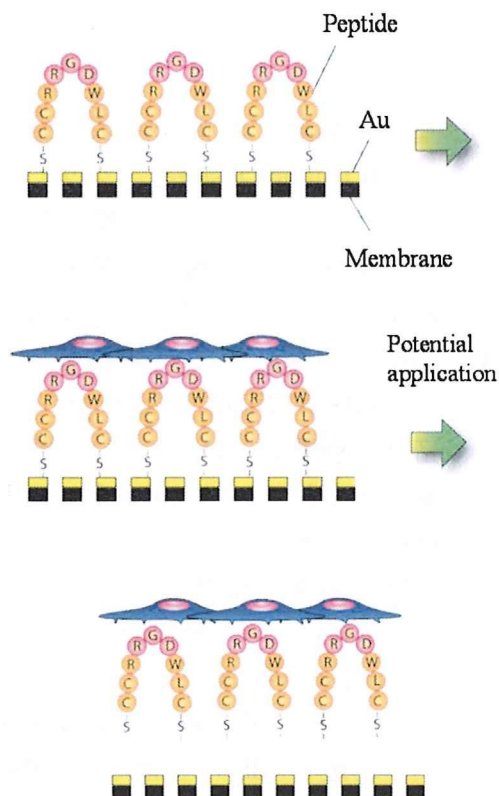 Peptide
G G G
R D R D R D
R W R W R W
C L C L C L
C C C C C C
Au
S S S S S S
Membrane
Potential
application
G G G
R D R D R D
R W R W R W
C L C L C L
C C C C C C
S S S S S S
G G G
R D R D R D
R W R W R W
C L C L C L
C C C C C C
S S S S S S